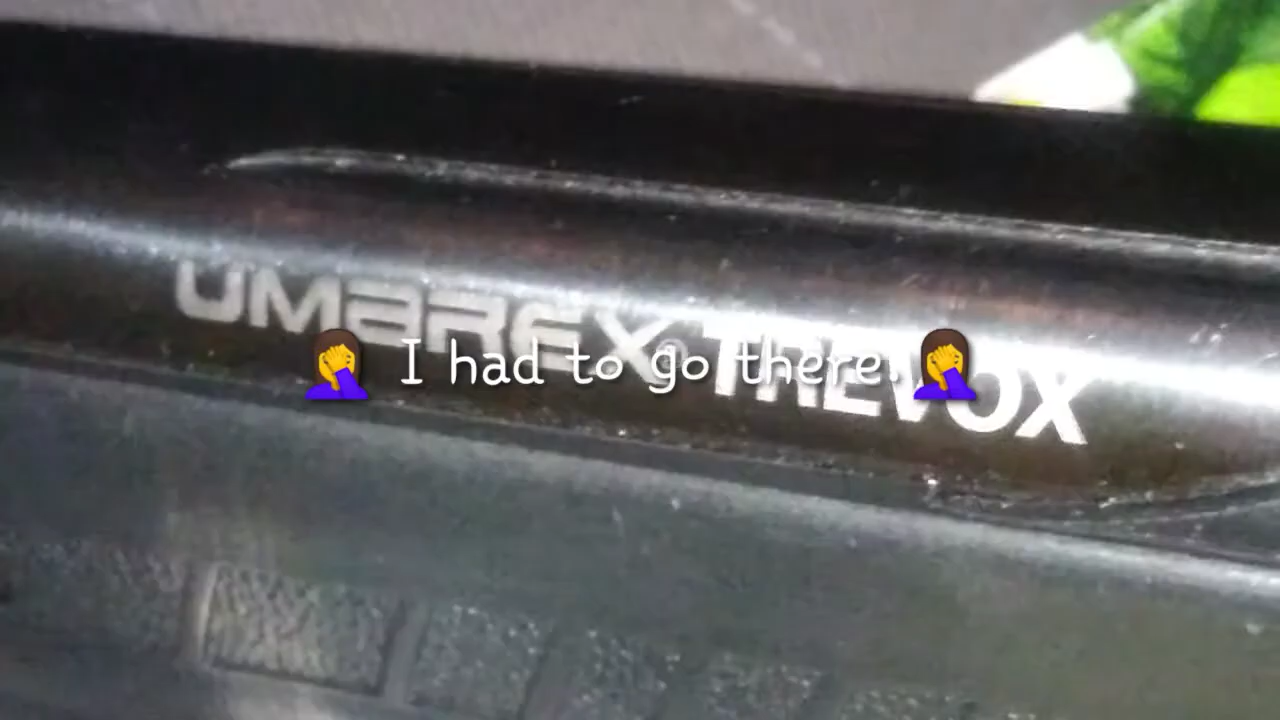 UMAREX® TREVOX
🤦‍♀️ I had to go there. 🤦‍♀️